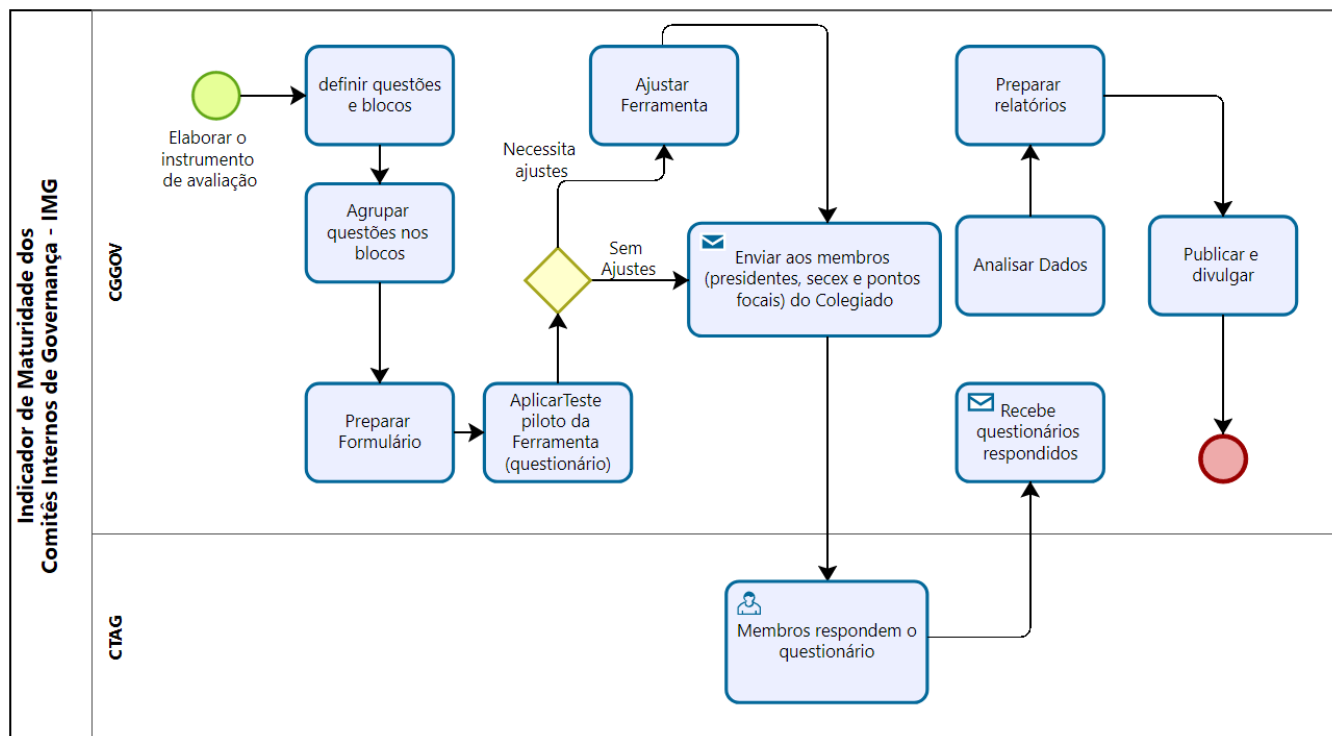 Indicador de Maturidade dos
Comitês Internos de Governança - IMG
CGGOV
Elaborar o
instrumento
de avaliação
definir questões
e blocos
Agrupar
questões nos
blocos
Preparar
Formulário
AplicarTeste
piloto da
Ferramenta
(questionário)
Necessita
ajustes
Sem
Ajustes
Ajustar
Ferramenta
Enviar aos membros
(presidentes, secex e pontos
focais) do Colegiado
Preparar
relatórios
Analisar Dados
Recebe
questionários
respondidos
Publicar e
divulgar
CTAG
Membros respondem o
questionário